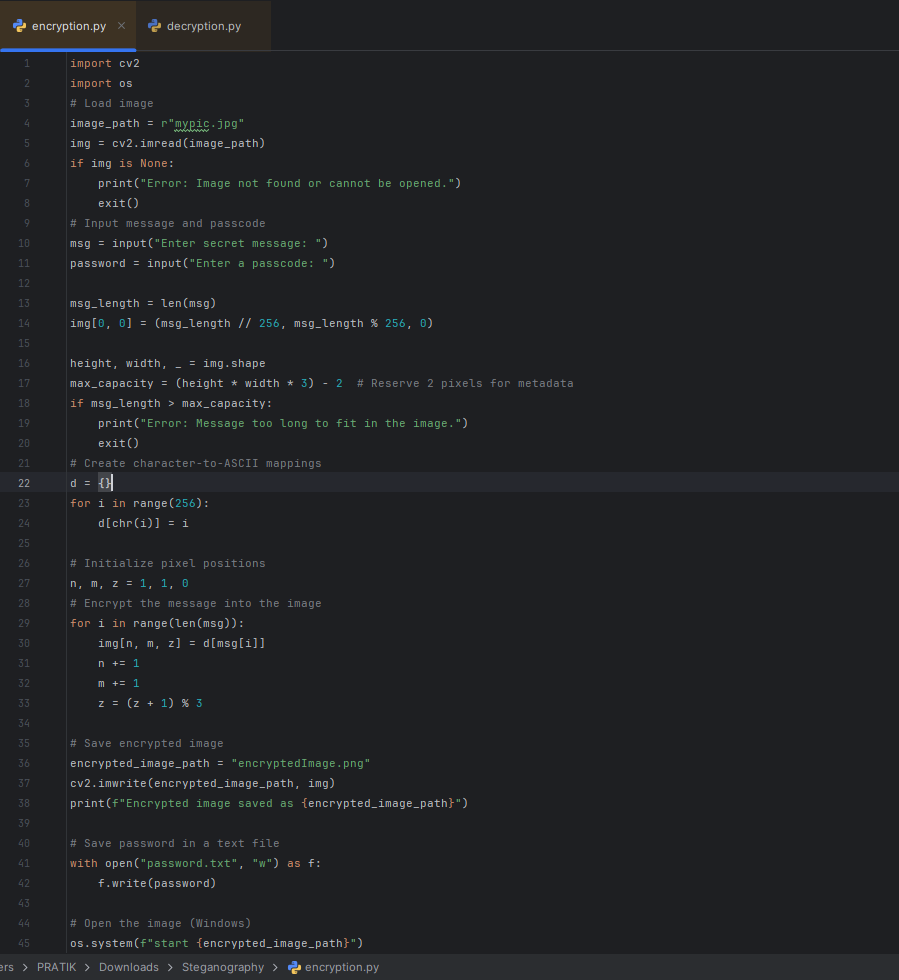 encryption.py × decryption.py
1 import cv2
2 import os
3 # Load image
4 image_path = r"mypic.jpg"
5 img = cv2.imread(image_path)
6 if img is None:
7     print("Error: Image not found or cannot be opened.")
8     exit()
9 # Input message and passcode
10 msg = input("Enter secret message: ")
11 password = input("Enter a passcode: ")
12
13 msg_length = len(msg)
14 img[0, 0] = (msg_length // 256, msg_length % 256, 0)
15
16 height, width, _ = img.shape
17 max_capacity = (height * width * 3) - 2  # Reserve 2 pixels for metadata
18 if msg_length > max_capacity:
19     print("Error: Message too long to fit in the image.")
20     exit()
21 # Create character-to-ASCII mappings
22 d = {}
23 for i in range(256):
24     d[chr(i)] = i
25
26 # Initialize pixel positions
27 n, m, z = 1, 1, 0
28 # Encrypt the message into the image
29 for i in range(len(msg)):
30     img[n, m, z] = d[msg[i]]
31     n += 1
32     m += 1
33     z = (z + 1) % 3
34
35 # Save encrypted image
36 encrypted_image_path = "encryptedImage.png"
37 cv2.imwrite(encrypted_image_path, img)
38 print(f"Encrypted image saved as {encrypted_image_path}")
39
40 # Save password in a text file
41 with open("password.txt", "w") as f:
42     f.write(password)
43
44 # Open the image (Windows)
45 os.system(f"start {encrypted_image_path}")
ers > PRATIK > Downloads > Steganography > encryption.py